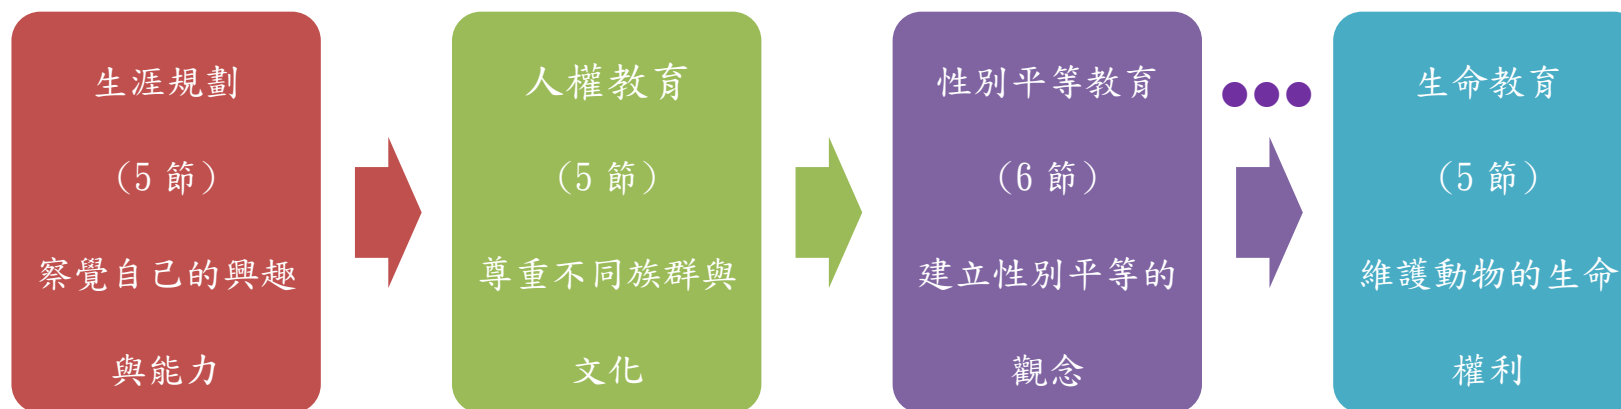 生涯規劃
（5 節）
察覺自己的興趣
與能力
人權教育
（5 節）
尊重不同族群與
文化
性別平等教育
（6 節）
建立性別平等的
觀念
生命教育
（5 節）
維護動物的生命
權利